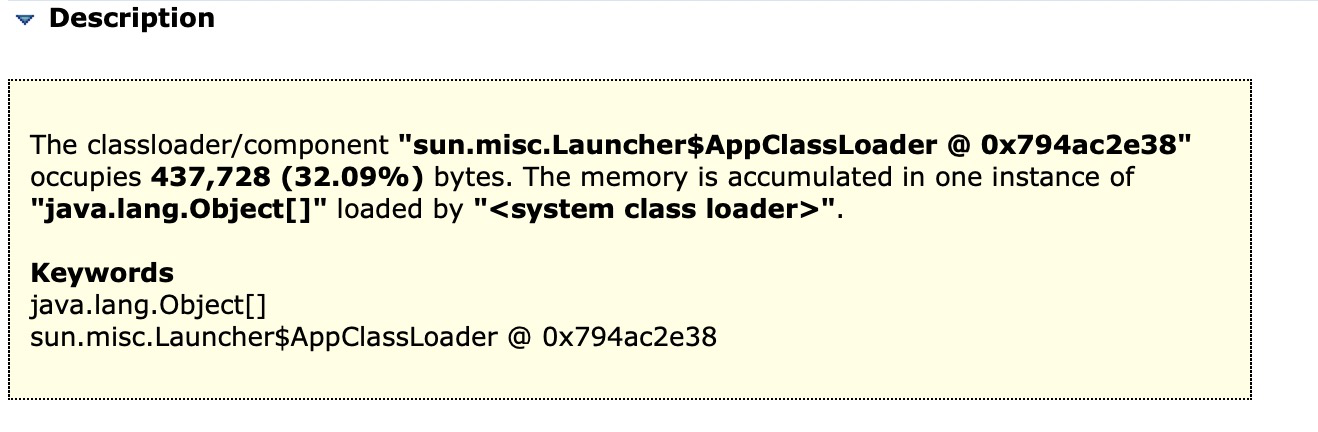 Description
The classloader/component "sun.misc.Launcher$AppClassLoader @ 0x794ac2e38"
occupies 437,728 (32.09%) bytes. The memory is accumulated in one instance of
"java.lang.Object[]" loaded by "<system class loader>".
Keywords
java.lang.Object[]
sun.misc.Launcher$AppClassLoader @ 0x794ac2e38